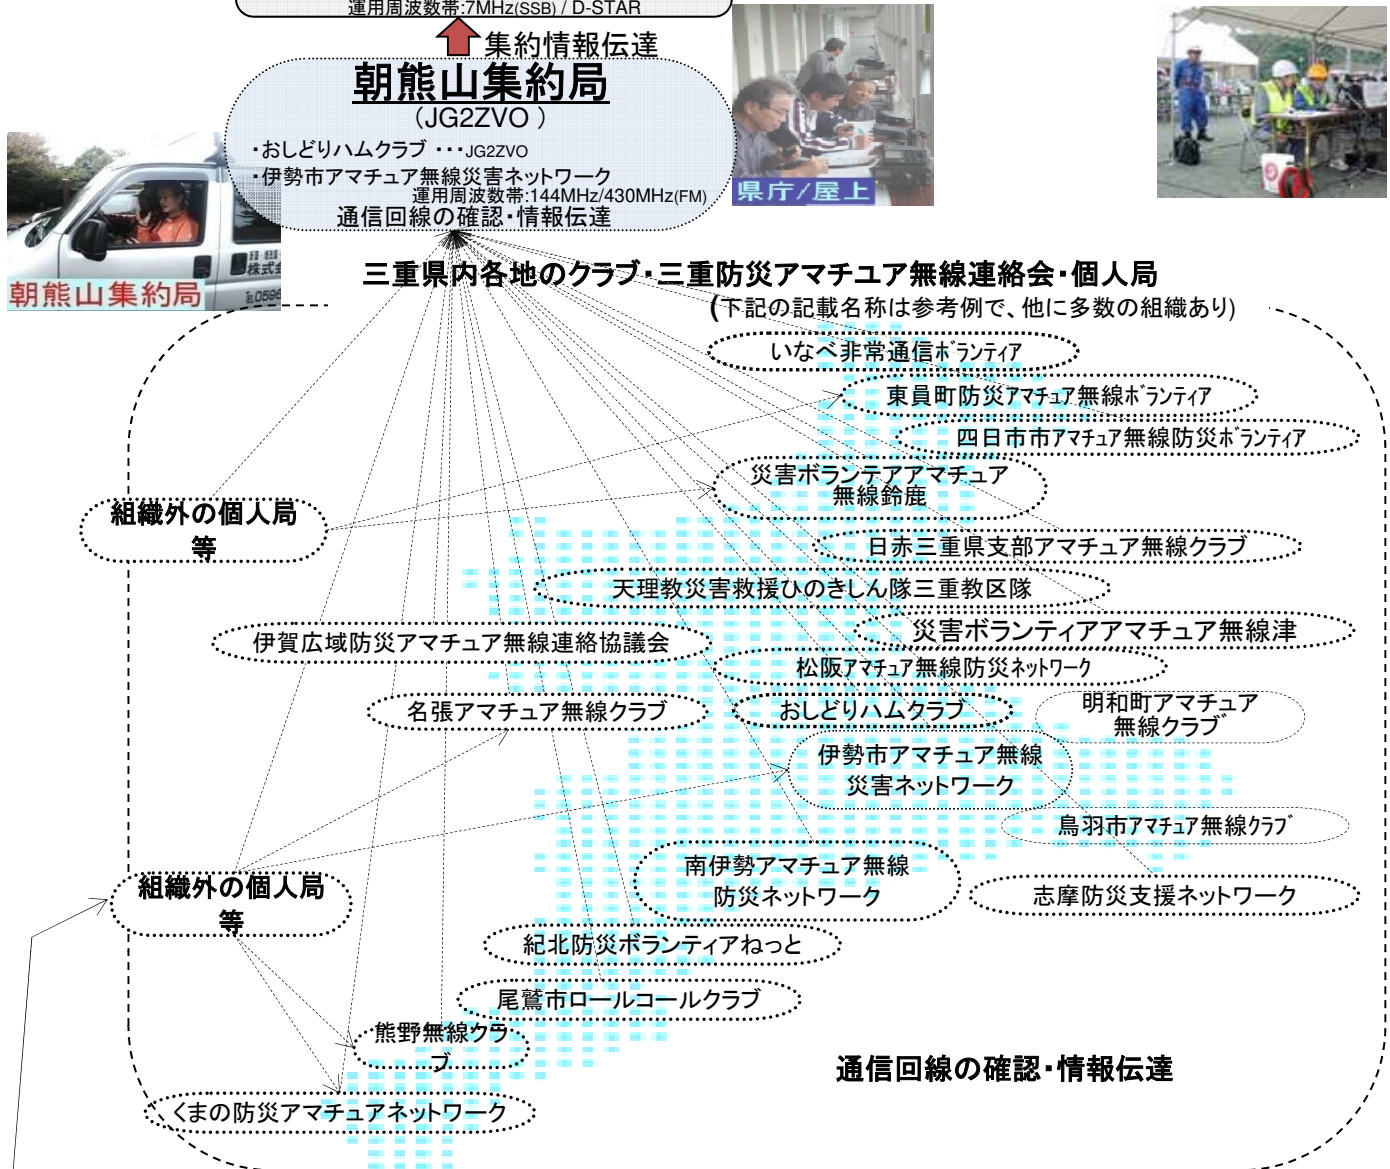 運用周波数帯:7MHz(SSB) / D-STAR
集約情報伝達
朝熊山集約局
(JG2ZVO )
・おしどりハムクラブ ・・・JG2ZVO
・伊勢市アマチュア無線災害ネットワーク
運用周波数帯:144MHz/430MHz(FM)
通信回線の確認・情報伝達
県庁/屋上
株式
朝熊山集約局
℡0596
三重県内各地のクラブ・三重防災アマチュア無線連絡会・個人局
(下記の記載名称は参考例で、他に多数の組織あり)
いなべ非常通信ボランティア
東員町防災アマチュア無線ボランティア
四日市市アマチュア無線防災ボランティア
災害ボランテアアマチュア
無線鈴鹿
組織外の個人局
等
日赤三重県支部アマチュア無線クラブ
天理教災害救援ひのきしん隊三重教区隊
災害ボランティアアマチュア無線津
伊賀広域防災アマチュア無線連絡協議会
松阪アマチュア無線防災ネットワーク
名張アマチュア無線クラブ
おしどりハムクラブ
明和町アマチュア
無線クラブ
伊勢市アマチュア無線
災害ネットワーク
鳥羽市アマチュア無線クラブ
南伊勢アマチュア無線
防災ネットワーク
組織外の個人局
等
志摩防災支援ネットワーク
紀北防災ボランティアねっと
尾鷲市ロールコールクラブ
熊野無線クラ
ブ
通信回線の確認・情報伝達
くまの防災アマチュアネットワーク